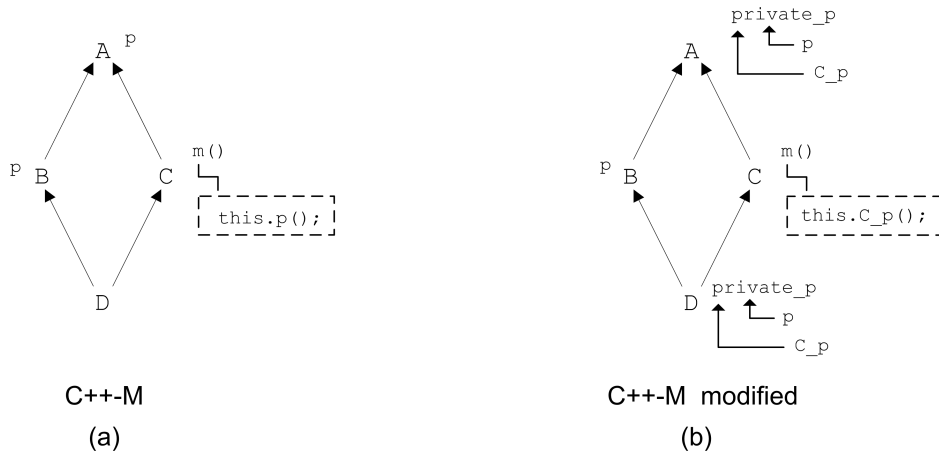 p
A
p
B
C
m()
this.p();
D
C++-M
(a)
private_p
p
C_p
A
p
B
C
m()
this.C_p();
D
private_p
p
C_p
C++-M modified
(b)